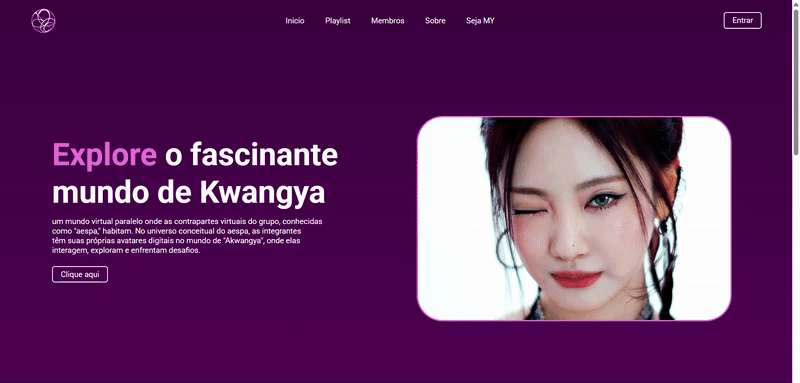 Inicio Playlist Membros Sobre Seja MY Entrar
Explore o fascinante
mundo de Kwangya
um mundo virtual paralelo onde as contrapartes virtuais do grupo, conhecidas
como "aespa," habitam. No universo conceitual do aespa, as integrantes
têm suas próprias avatares digitais no mundo de "Akwangya", onde elas
interagem, exploram e enfrentam desafios.
Clique aqui